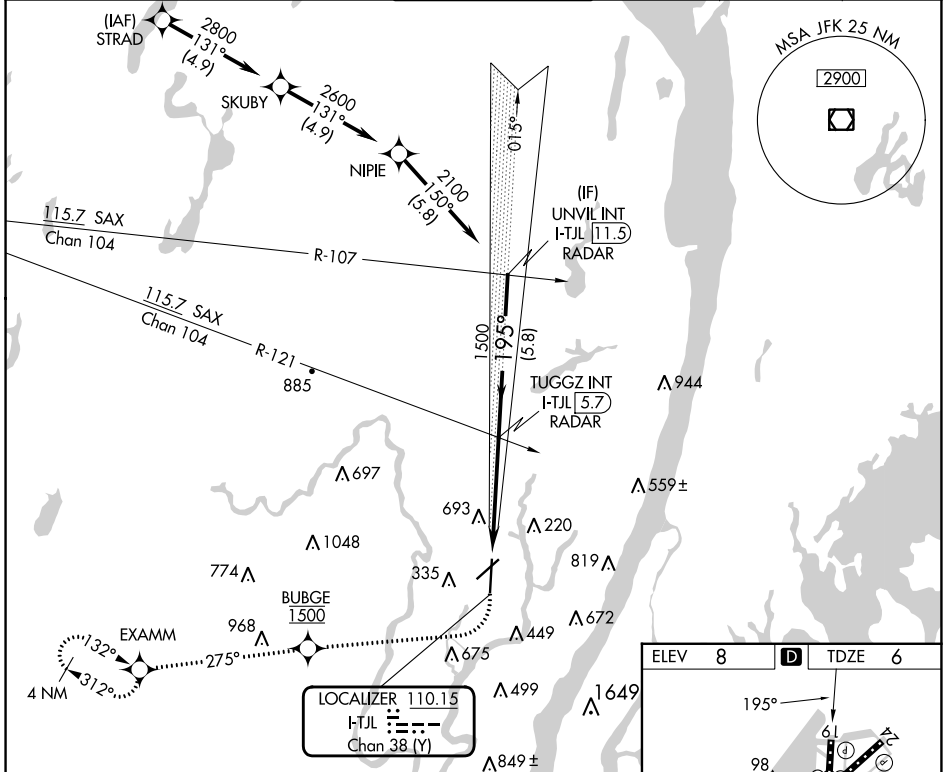 (IAF)
STRAD
2800
131°
(4.9)
SKUBY
2600
131°
(4.9)
NIPIE
2100
150°
(5.8)
015°
MSA JFK 25 NM
2900
(IF)
UNVIL INT
I-TJL 11.5
RADAR
115.7 SAX
Chan 104
R-107
115.7 SAX
Chan 104
R-121
1500
195°
(5.8)
885
TUGGZ INT
I-TJL 5.7
RADAR
944
697
559±
693
220
1048
819
774
335
BUBGE
1500
672
EXAMM
968
449
132°
275°
675
312°
4 NM
499
1649
LOCALIZER 110.15
I-TJL
Chan 38 (Y)
849±
ELEV 8 D TDZE 6
195°
19
24
P
P
98